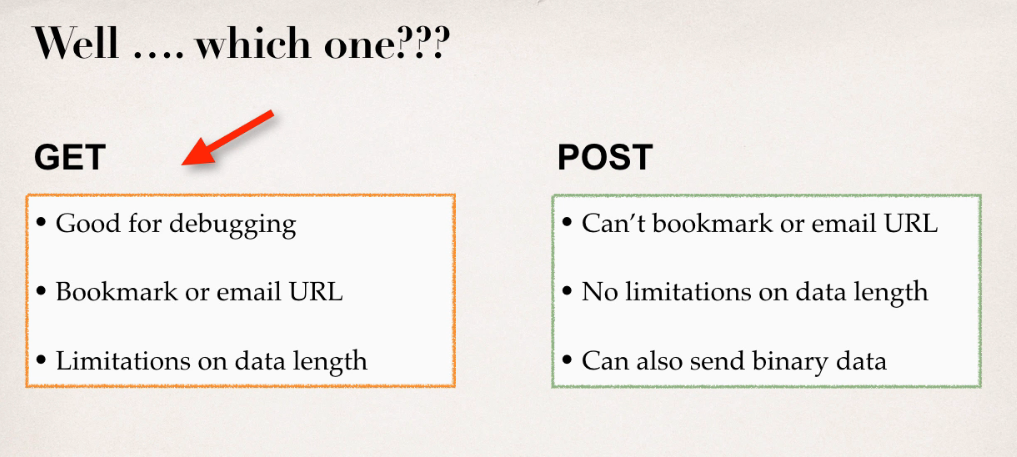 Well .... which one???
GET
• Good for debugging
• Bookmark or email URL
• Limitations on data length
POST
• Can't bookmark or email URL
• No limitations on data length
• Can also send binary data